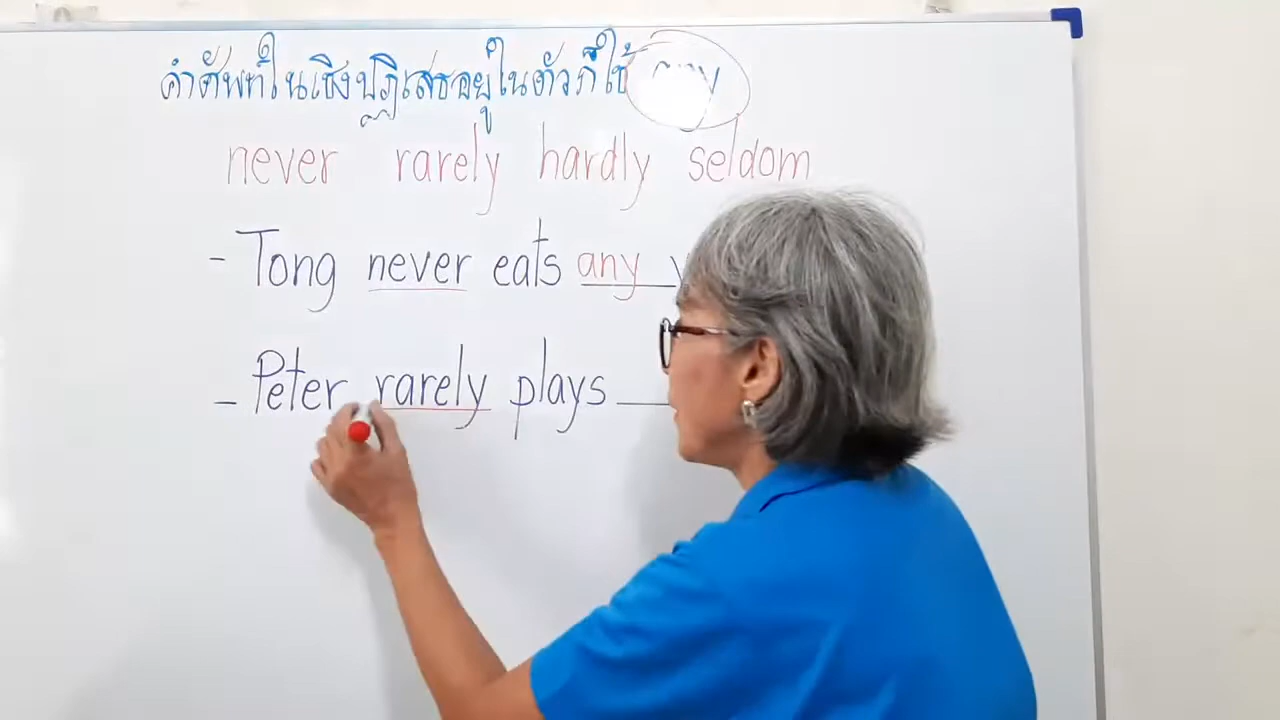 คำศัพท์ในเชิงปฏิเสธอยู่ในตัวก็ใช้ any
never rarely hardly seldom
- Tong never eats any
- Peter rarely plays